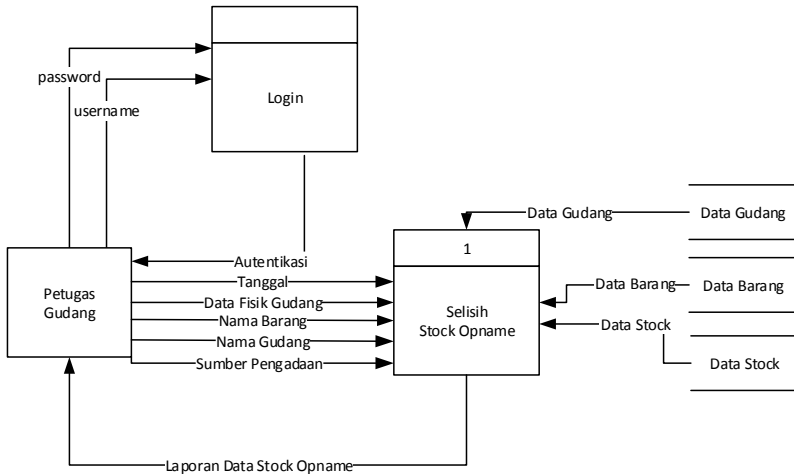 password
username
Login
Autentikasi
Petugas
Gudang
Tanggal
Data Fisik Gudang
Nama Barang
Nama Gudang
Sumber Pengadaan
1
Selisih
Stock Opname
Data Gudang
Data Gudang
Data Barang
Data Barang
Data Stock
Data Stock
Laporan Data Stock Opname